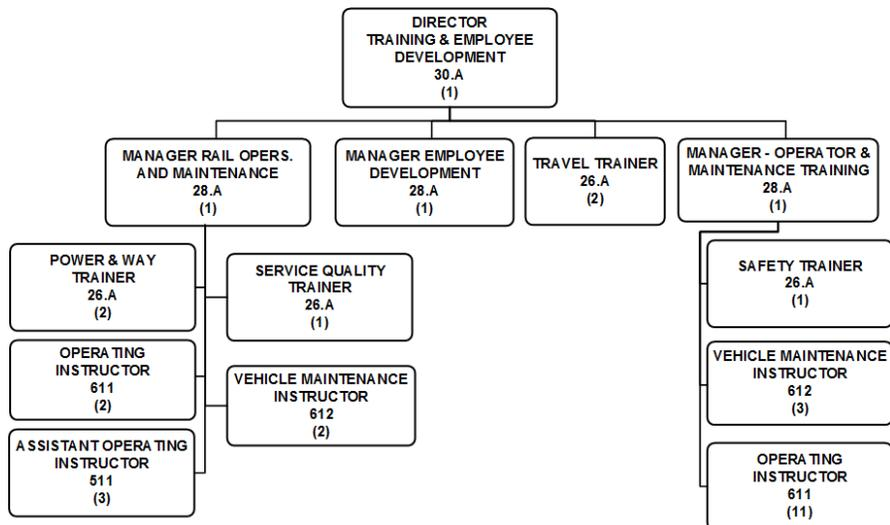 DIRECTOR
TRAINING & EMPLOYEE
DEVELOPMENT
30.A
(1)
MANAGER RAIL OPERS.
AND MAINTENANCE
28.A
(1)
MANAGER EMPLOYEE
DEVELOPMENT
28.A
(1)
TRAVEL TRAINER
26.A
(2)
MANAGER - OPERATOR &
MAINTENANCE TRAINING
28.A
(1)
POWER & WAY
TRAINER
26.A
(2)
SERVICE QUALITY
TRAINER
26.A
(1)
OPERATING
INSTRUCTOR
611
(2)
VEHICLE MAINTENANCE
INSTRUCTOR
612
(2)
ASSISTANT OPERATING
INSTRUCTOR
511
(3)
SAFETY TRAINER
26.A
(1)
VEHICLE MAINTENANCE
INSTRUCTOR
612
(3)
OPERATING
INSTRUCTOR
611
(11)